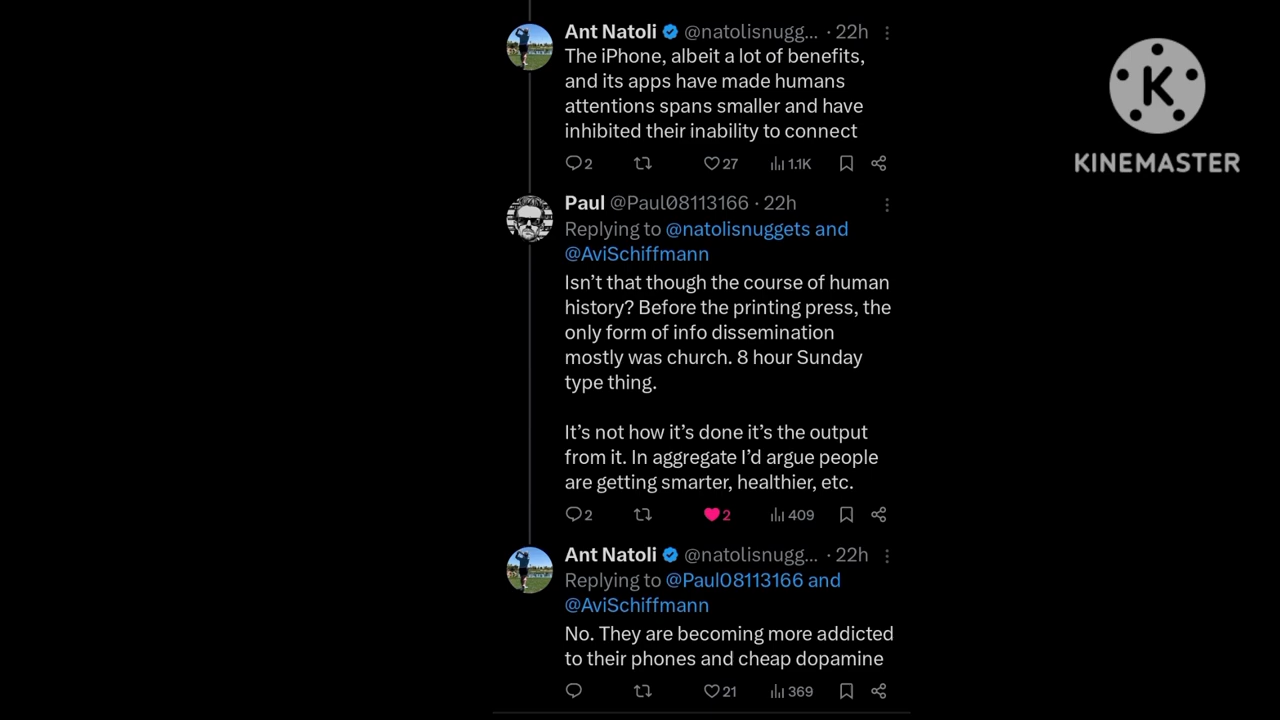 Ant Natoli @natolisnugg... · 22h
The iPhone, albeit a lot of benefits,
and its apps have made humans
attentions spans smaller and have
inhibited their inability to connect
2 27 1.1K
K
KINEMASTER
Paul @Paul08113166 · 22h
Replying to @natolisnuggets and
@AviSchiffmann
Isn’t that though the course of human
history? Before the printing press, the
only form of info dissemination
mostly was church. 8 hour Sunday
type thing.
It’s not how it’s done it’s the output
from it. In aggregate I’d argue people
are getting smarter, healthier, etc.
2 2 409
Ant Natoli @natolisnugg... · 22h
Replying to @Paul08113166 and
@AviSchiffmann
No. They are becoming more addicted
to their phones and cheap dopamine
21 369